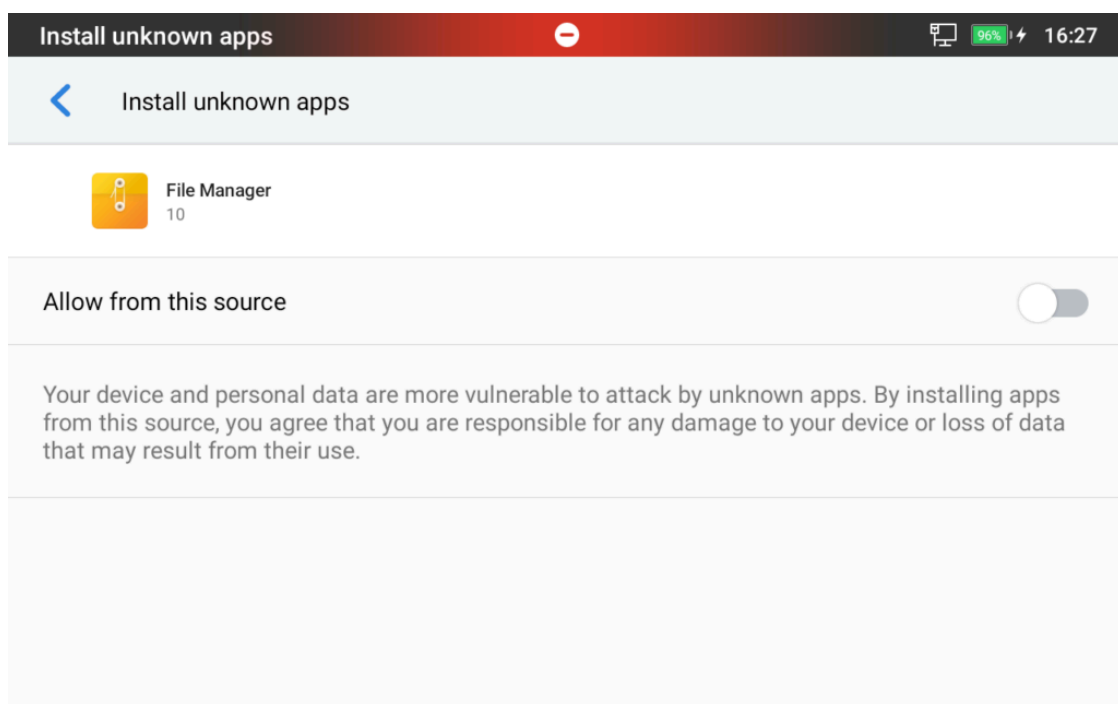 Install unknown apps
96% 16:27
Install unknown apps
File Manager
10
Allow from this source
Your device and personal data are more vulnerable to attack by unknown apps. By installing apps
from this source, you agree that you are responsible for any damage to your device or loss of data
that may result from their use.